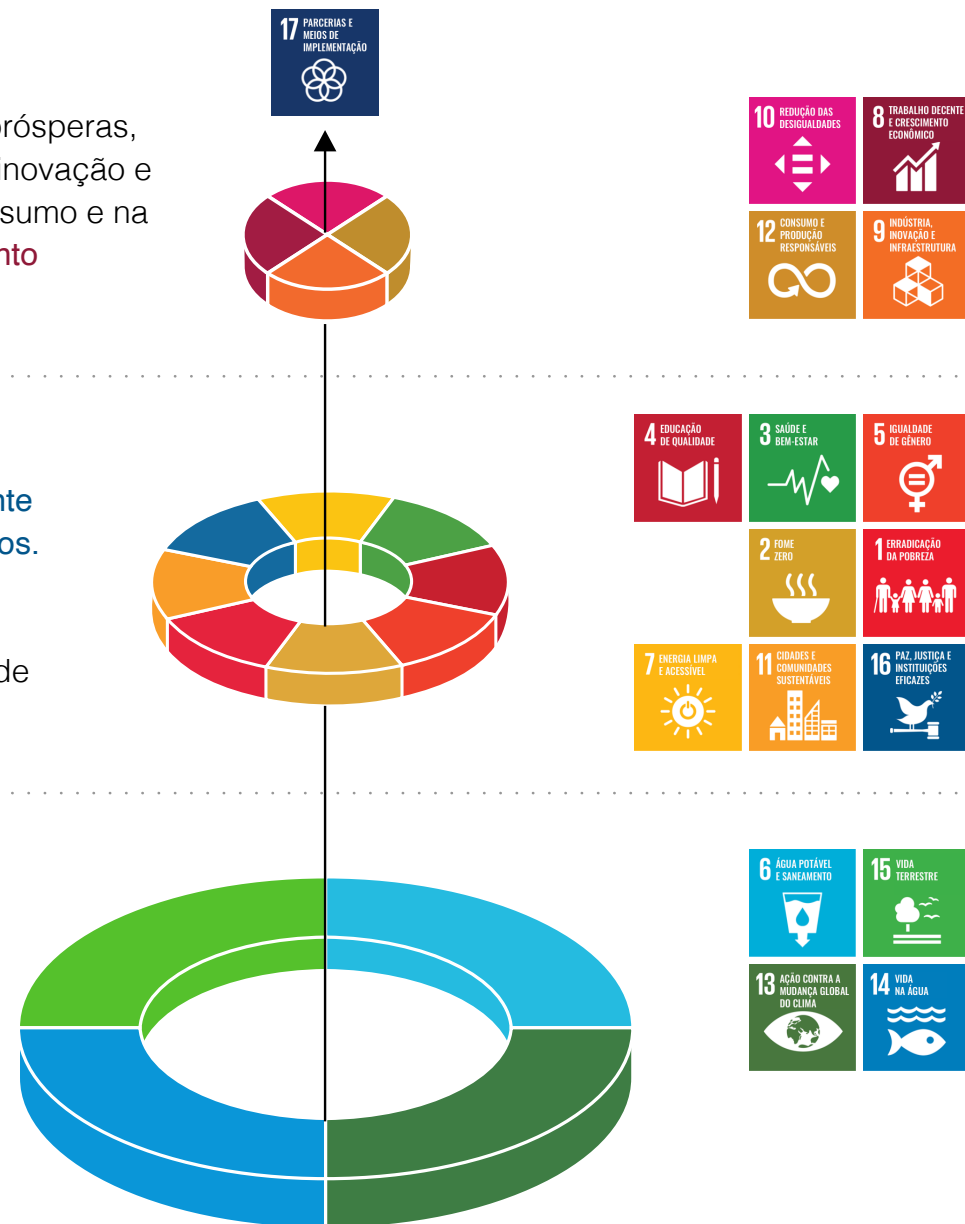 17 PARCERIAS E
MEIOS DE
IMPLEMENTAÇÃO
prósperas,
inovação e
sumo e na
nto
10 REDUÇÃO DAS
DESIGUALDADES
8 TRABALHO DECENTE
E CRESCIMENTO
ECONÔMICO
12 CONSUMO E
PRODUÇÃO
RESPONSÁVEIS
9 INDÚSTRIA,
INOVAÇÃO E
INFRAESTRUTURA
nte
os.
de
4 EDUCAÇÃO
DE QUALIDADE
3 SAÚDE E
BEM-ESTAR
5 IGUALDADE
DE GÊNERO
2 FOME
ZERO
1 ERRADICAÇÃO
DA POBREZA
7 ENERGIA LIMPA
E ACESSÍVEL
11 CIDADES E
COMUNIDADES
SUSTENTÁVEIS
16 PAZ, JUSTIÇA E
INSTITUIÇÕES
EFICAZES
6 ÁGUA POTÁVEL
E SANEAMENTO
15 VIDA
TERRESTRE
13 AÇÃO CONTRA A
MUDANÇA GLOBAL
DO CLIMA
14 VIDA
NA ÁGUA